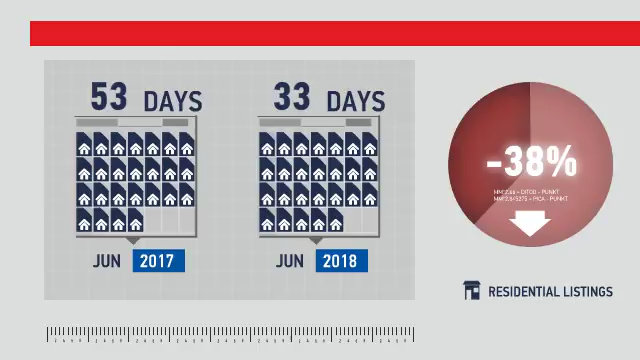 53 DAYS
33 DAYS
JUN 2017
JUN 2018
-38%
RESIDENTIAL LISTINGS